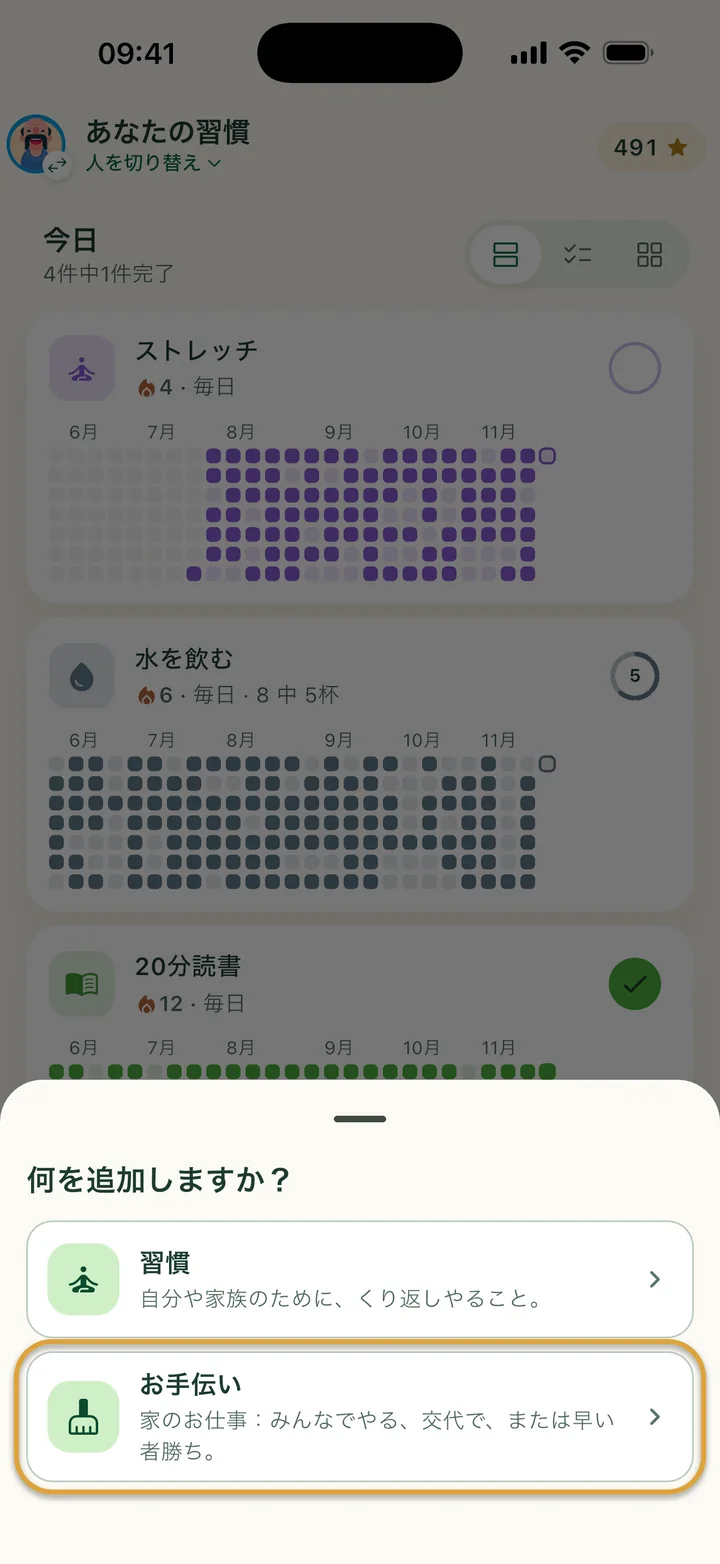 09:41
あなたの習慣
人を切り替え
491
今日
4件中1件完了
ストレッチ
4 · 毎日
6月 7月 8月 9月 10月 11月
水を飲む
6 · 毎日 · 8 中 5杯
5
6月 7月 8月 9月 10月 11月
20分読書
12 · 毎日
6月 7月 8月 9月 10月 11月
何を追加しますか？
習慣
自分や家族のために、くり返しやること。
お手伝い
家のお仕事：みんなでやる、交代で、または早い
者勝ち。